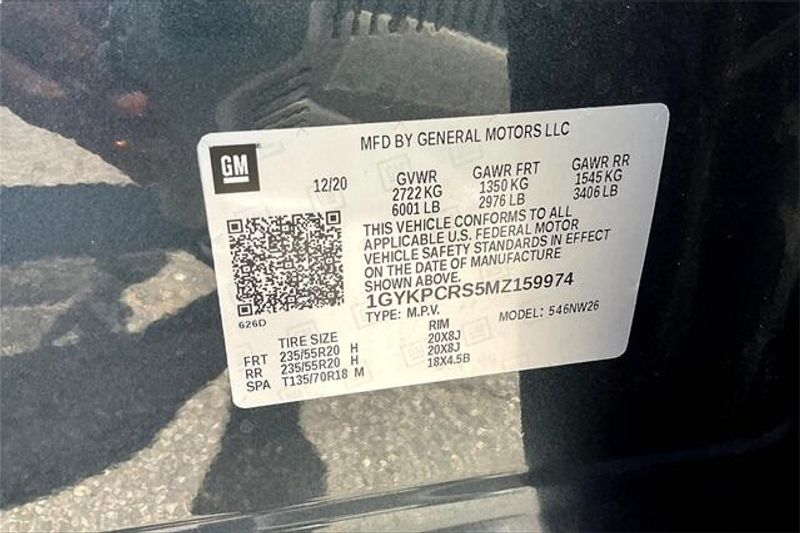 MFD BY GENERAL MOTORS LLC
GM
12/20
GVWR GAWR FRT GAWR RR
2722 KG 1350 KG 1545 KG
6001 LB 2976 LB 3406 LB
THIS VEHICLE CONFORMS TO ALL
APPLICABLE U.S. FEDERAL MOTOR
VEHICLE SAFETY STANDARDS IN EFFECT
ON THE DATE OF MANUFACTURE
SHOWN ABOVE.
1GYKPCRS5MZ159974
TYPE: M.P.V. MODEL: 546NW26
626D
TIRE SIZE RIM
FRT 235/55R20 H 20X8J
RR 235/55R20 H 20X8J
SPA T135/70R18 M 18X4.5B